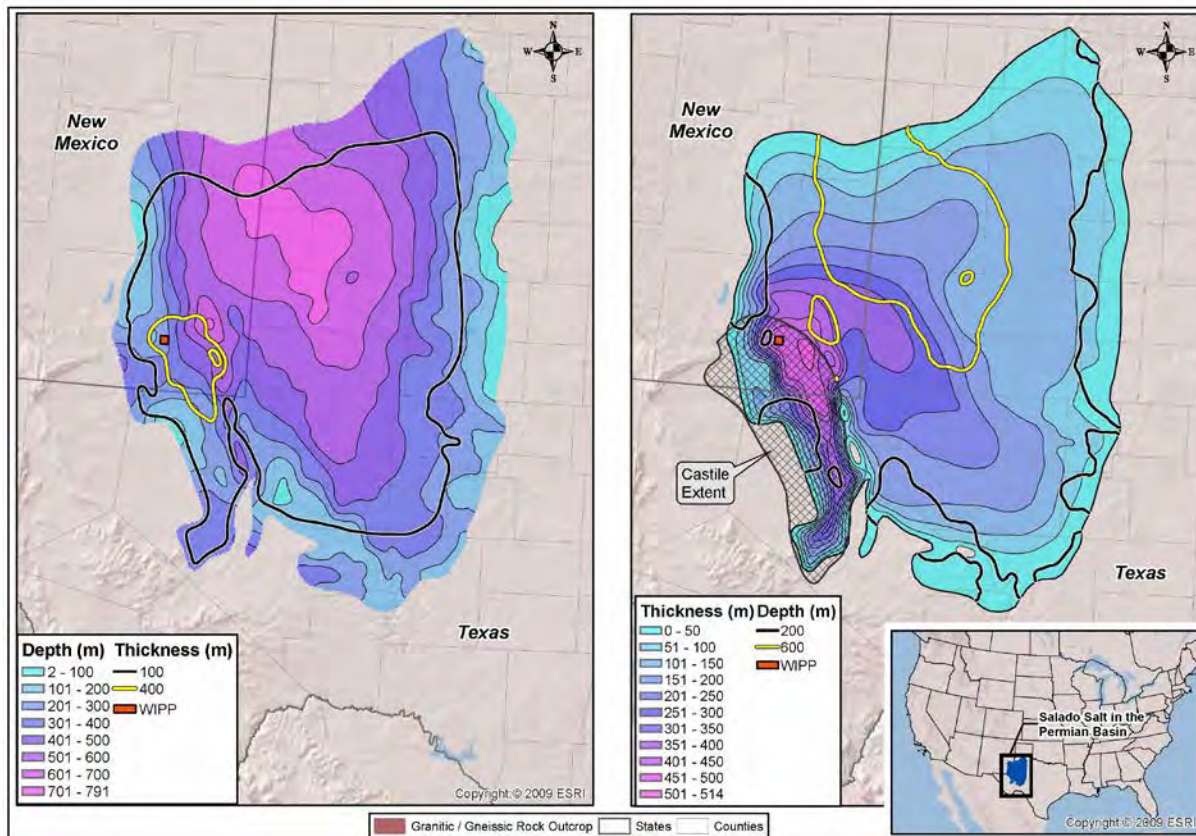 N
W E
S
New
Mexico
Texas
Depth (m) Thickness (m)
2 - 100 100
101 - 200 400
201 - 300 WIPP
301 - 400
401 - 500
501 - 600
601 - 700
701 - 791
Copyright © 2009 ESRI
N
W E
S
New
Mexico
Castile
Extent
Texas
Thickness (m) Depth (m)
0 - 50 200
51 - 100 600
101 - 150 WIPP
151 - 200
201 - 250
251 - 300
301 - 350
351 - 400
401 - 450
451 - 500
501 - 514
Salado Salt in the
Permian Basin
Copyright © 2009 ESRI
Granitic / Gneissic Rock Outcrop States Counties